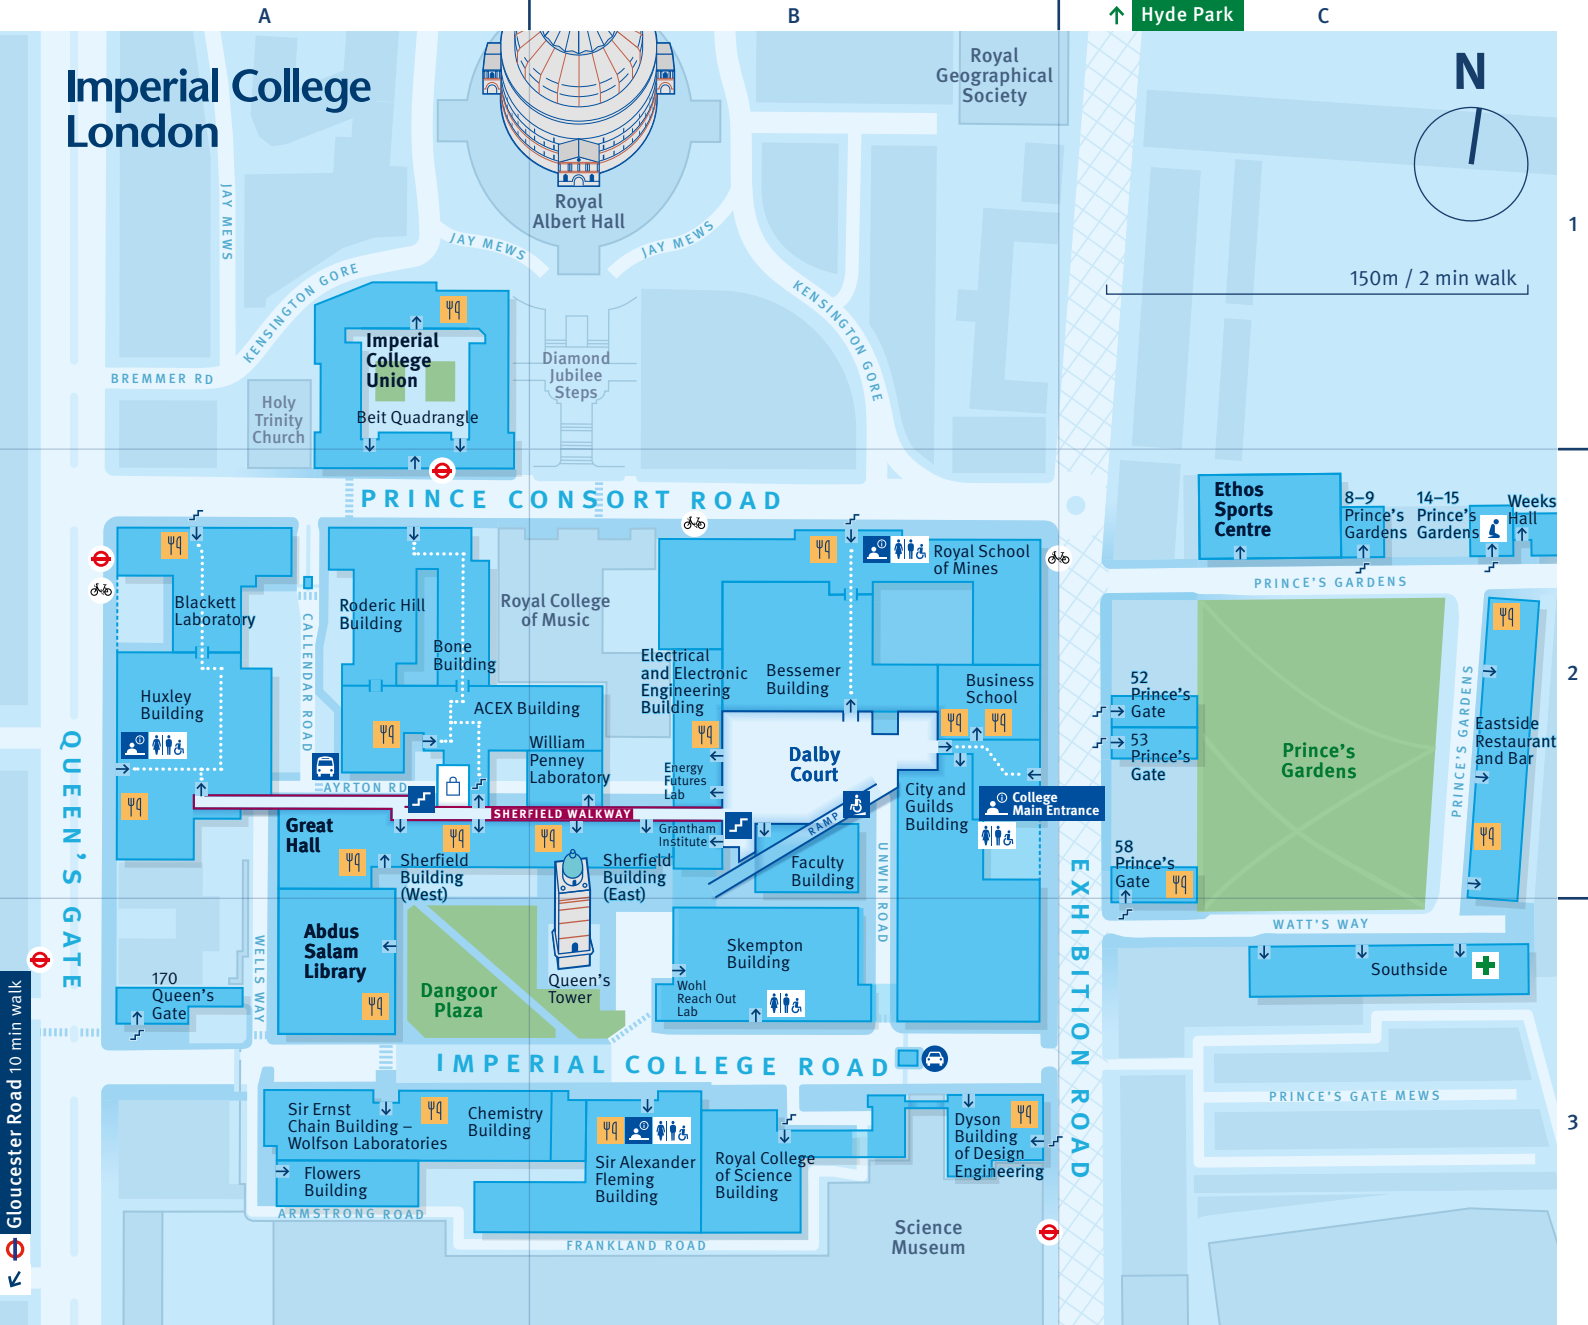 A
B
C
Hyde Park
Imperial College
London
Royal
Geographical
Society
N
Royal
Albert Hall
JAY MEWS
JAY MEWS
JAY MEWS
1
150m / 2 min walk
KENSINGTON GORE
KENSINGTON GORE
BREMMER RD
Imperial
College
Union
Beit Quadrangle
Holy
Trinity
Church
Diamond
Jubilee
Steps
PRINCE CONSORT ROAD
Ethos
Sports
Centre
8–9
Prince's
Gardens
14–15
Prince's
Gardens
Weeks
Hall
PRINCE'S GARDENS
Royal School
of Mines
Blackett
Laboratory
CALLENDAR ROAD
Roderic Hill
Building
Bone
Building
Royal College
of Music
Electrical
and Electronic
Engineering
Building
Bessemer
Building
Business
School
52
Prince's
Gate
53
Prince's
Gate
2
PRINCE'S GARDENS
Eastside
Restaurant
and Bar
Prince's
Gardens
Huxley
Building
ACEX Building
William
Penney
Laboratory
Dalby
Court
Energy
Futures
Lab
AYRTON RD
SHERFIELD WALKWAY
RAMP
City and
Guilds
Building
College
Main Entrance
Great
Hall
Sherfield
Building
(West)
Sherfield
Building
(East)
Grantham
Institute
Faculty
Building
UNWIN ROAD
58
Prince's
Gate
QUEEN'S GATE
EXHIBITION ROAD
WATT'S WAY
Abdus
Salam
Library
WELLS WAY
Dangoor
Plaza
Queen's
Tower
Skempton
Building
Wohl
Reach Out
Lab
Southside
170
Queen's
Gate
Gloucester Road 10 min walk
IMPERIAL COLLEGE ROAD
PRINCE'S GATE MEWS
3
Sir Ernst
Chain Building –
Wolfson Laboratories
Chemistry
Building
Flowers
Building
Sir Alexander
Fleming
Building
Royal College
of Science
Building
Dyson
Building
of Design
Engineering
ARMSTRONG ROAD
FRANKLAND ROAD
Science
Museum